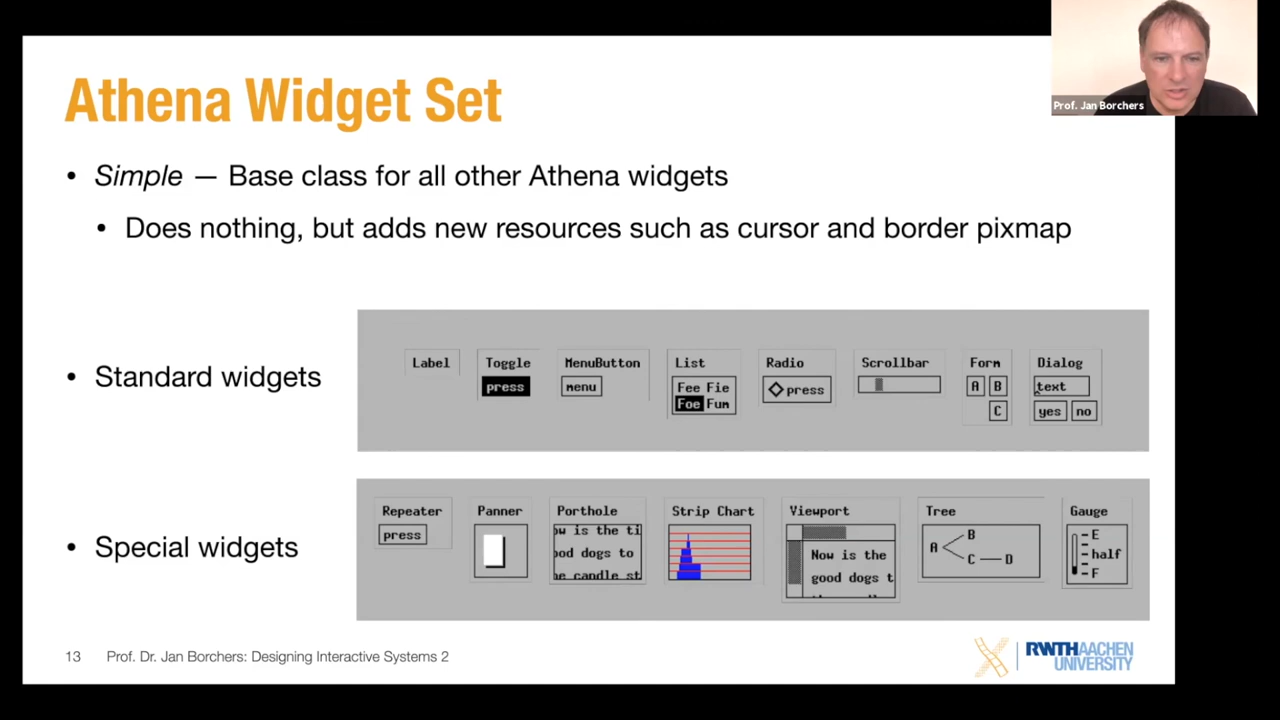 Athena Widget Set
Prof. Jan Borchers
• Simple — Base class for all other Athena widgets
• Does nothing, but adds new resources such as cursor and border pixmap
• Standard widgets
Label
Toggle
press
MenuButton
menu
List
Fee Fie
Foe Fum
Radio
press
Scrollbar
Form
A B
C
Dialog
text
yes no
• Special widgets
Repeater
press
Panner
Porthole
ow is the ti
ood dogs to
he candle st
Strip Chart
Viewport
Now is the
good dogs t
Tree
A B C D
Gauge
E
half
F
13 Prof. Dr. Jan Borchers: Designing Interactive Systems 2
RWTHAACHEN
UNIVERSITY